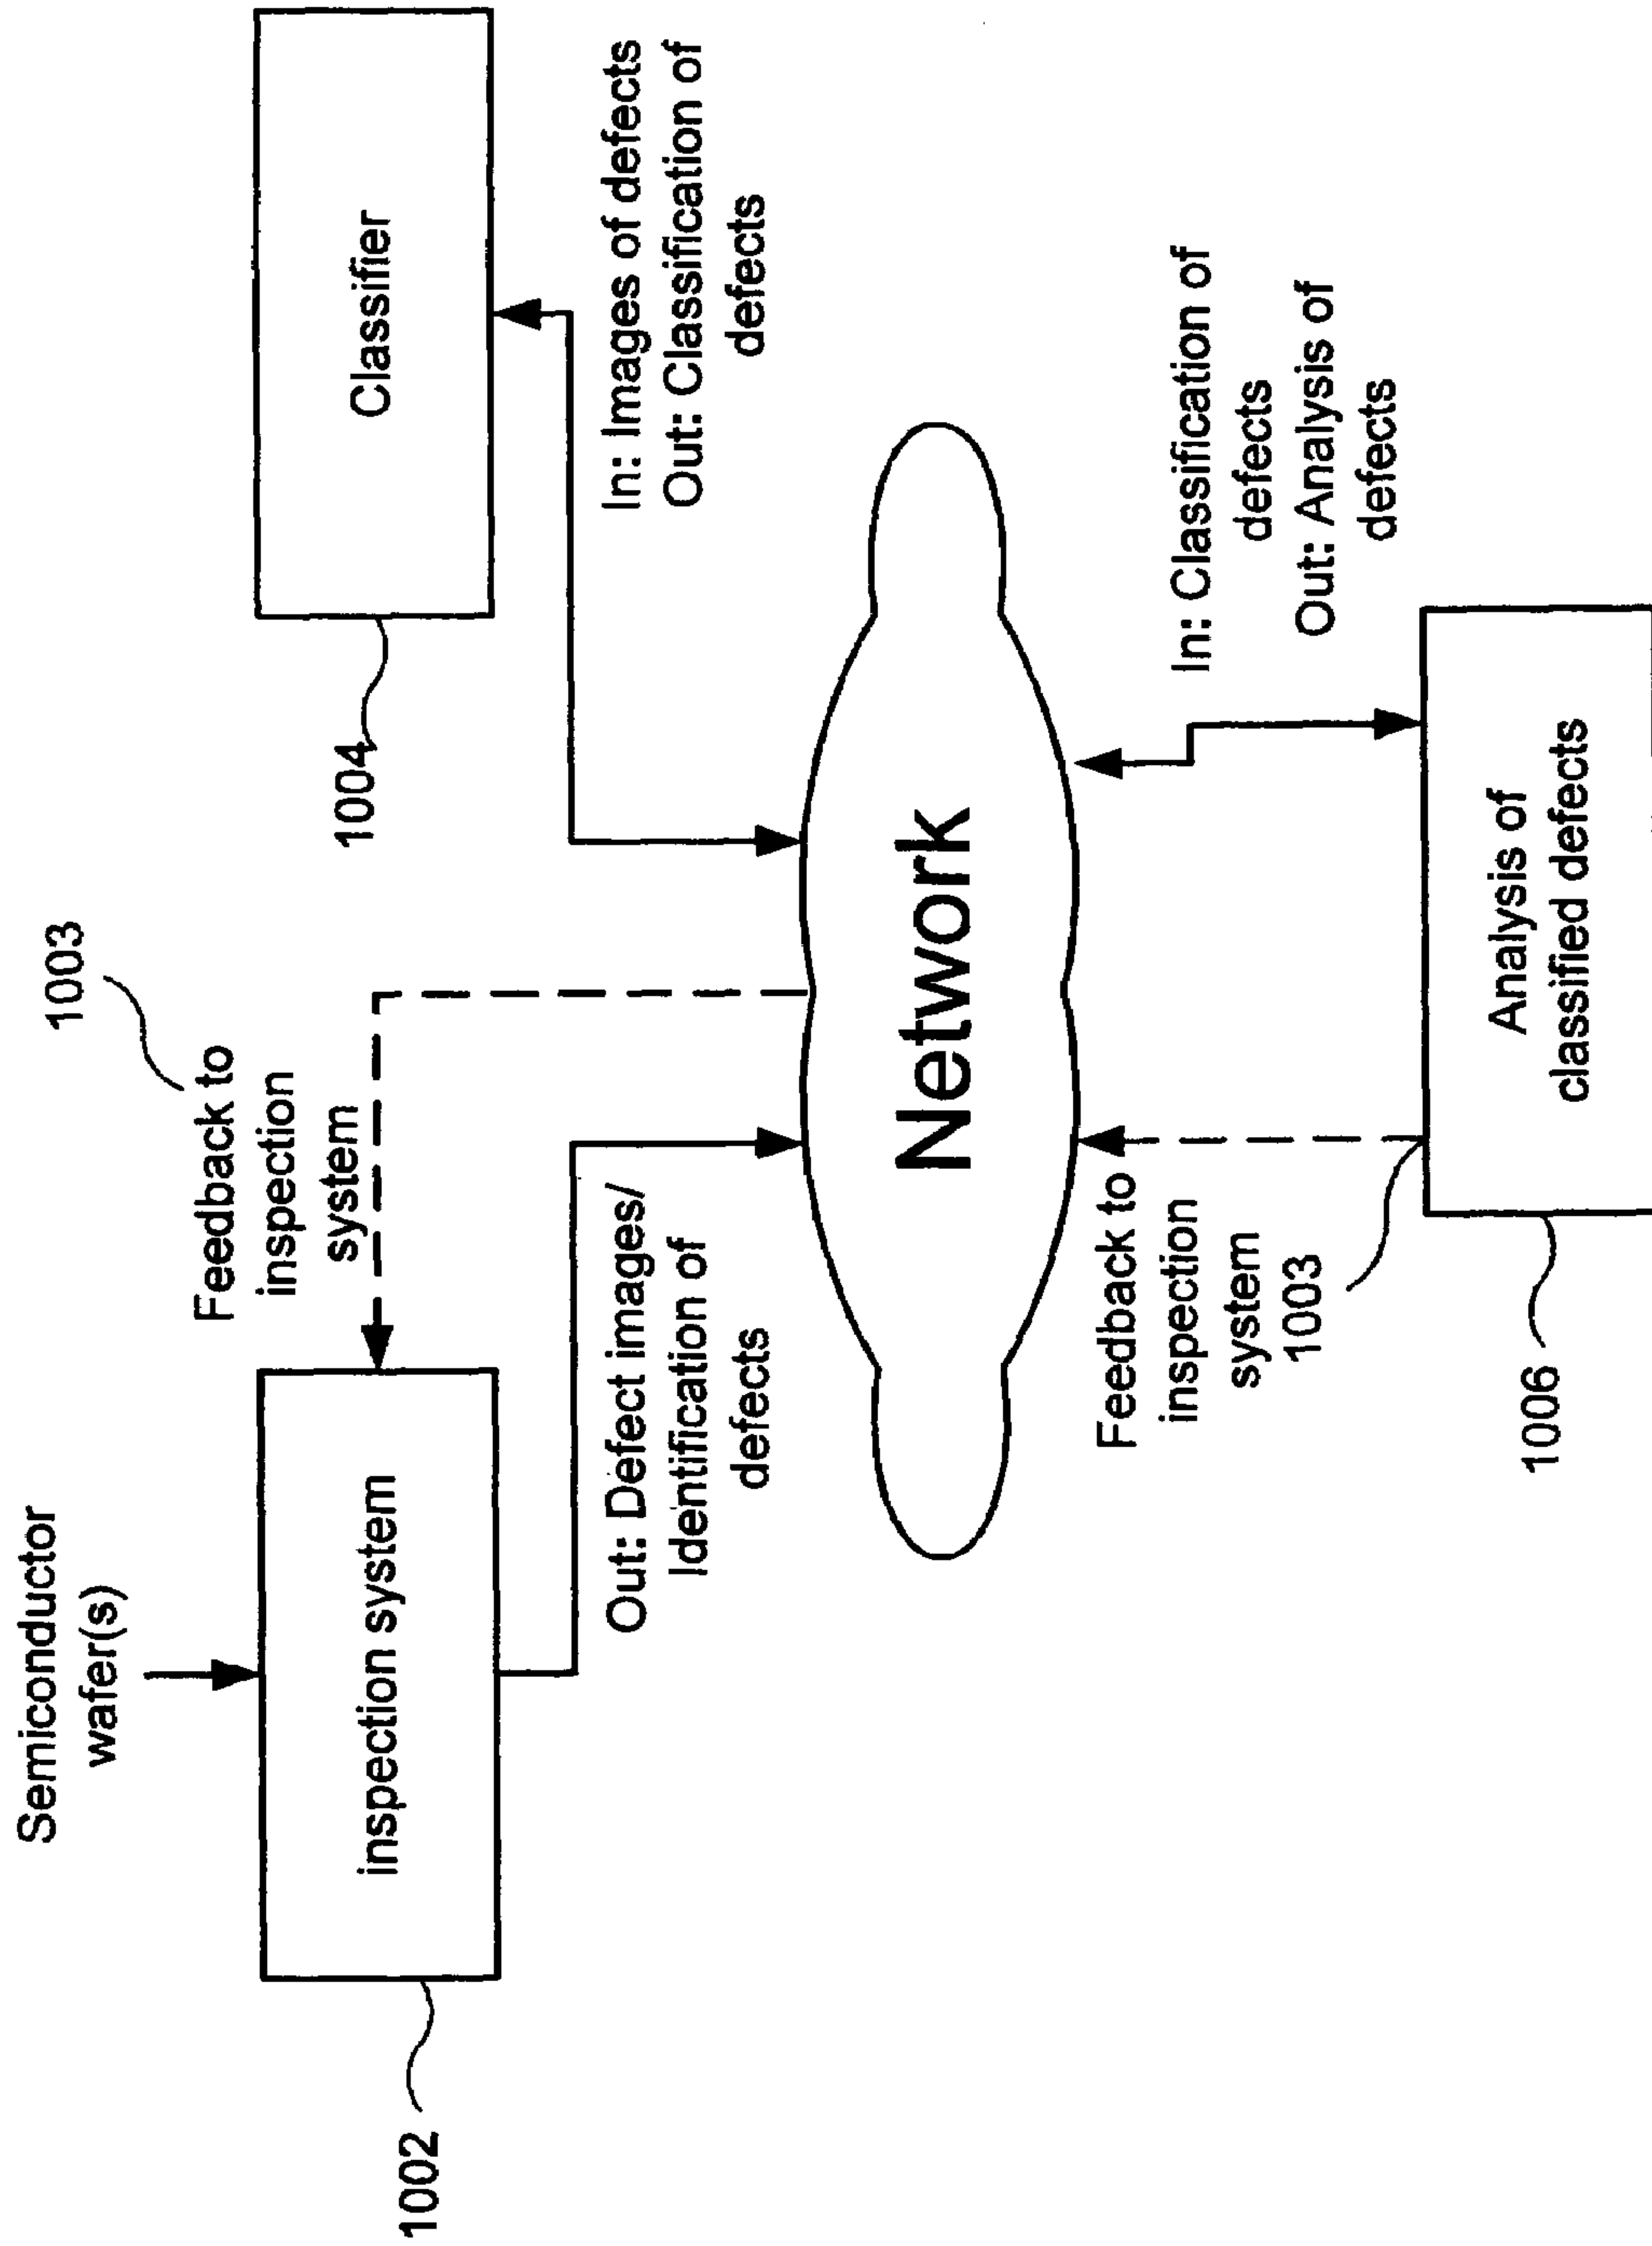 Semiconductor
wafer(s)
1003
Feedback to
inspection
system
inspection system
1002
Classifier
1004
Out: Defect images/
Identification of
defects
In: Images of defects
Out: Classification of
defects
Network
Feedback to
inspection
system
1003
In: Classification of
defects
Out: Analysis of
defects
Analysis of
classified defects
1006